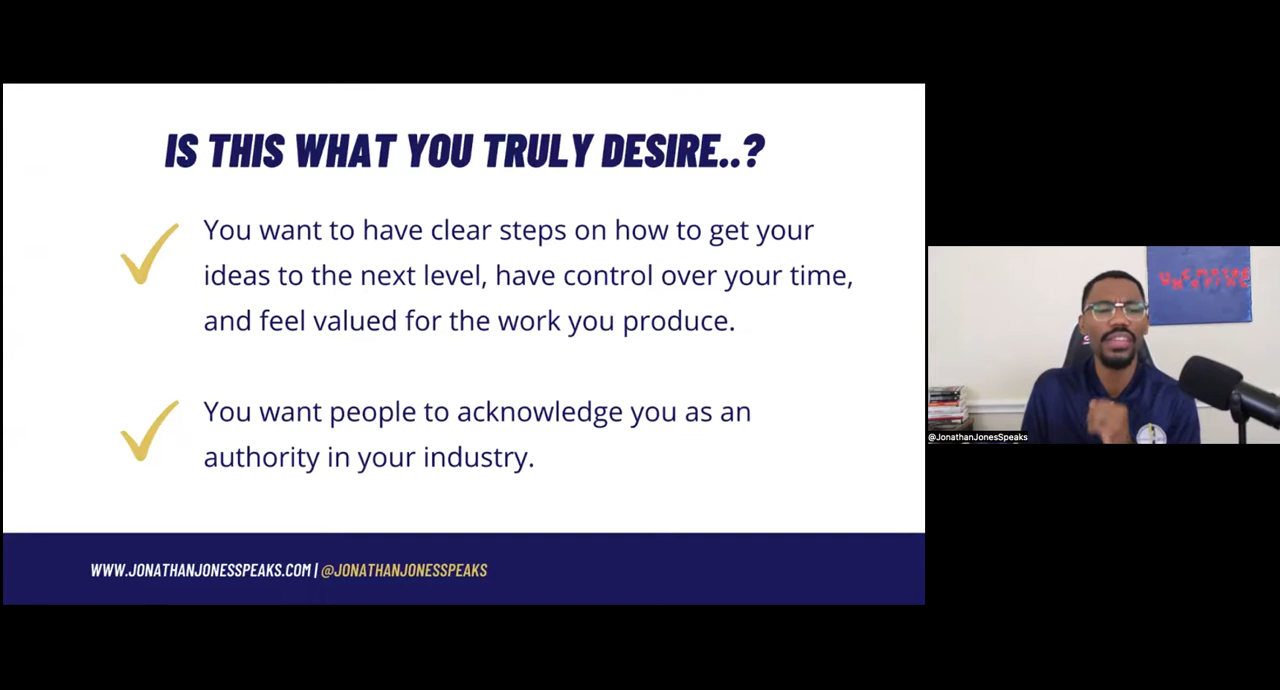 IS THIS WHAT YOU TRULY DESIRE..?
You want to have clear steps on how to get your
ideas to the next level, have control over your time,
and feel valued for the work you produce.
You want people to acknowledge you as an
authority in your industry.
WWW.JONATHANJONESSPEAKS.COM | @JONATHANJONESSPEAKS
@JonathanJonesSpeaks